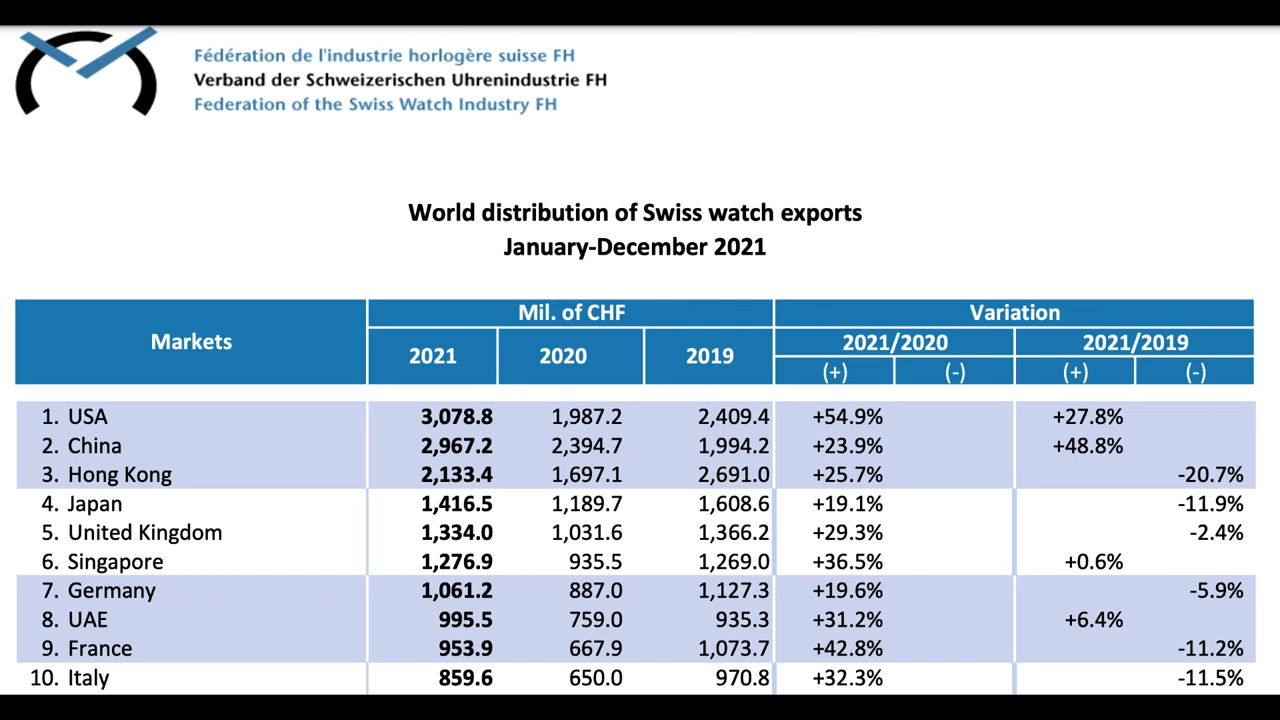 Fédération de l'industrie horlogère suisse FH
Verband der Schweizerischen Uhrenindustrie FH
Federation of the Swiss Watch Industry FH
World distribution of Swiss watch exports
January-December 2021
Markets Mil. of CHF Variation
2021 2020 2019 2021/2020 2021/2019
(+) (-) (+) (-)
1. USA 3,078.8 1,987.2 2,409.4 +54.9% +27.8%
2. China 2,967.2 2,394.7 1,994.2 +23.9% +48.8%
3. Hong Kong 2,133.4 1,697.1 2,691.0 +25.7% -20.7%
4. Japan 1,416.5 1,189.7 1,608.6 +19.1% -11.9%
5. United Kingdom 1,334.0 1,031.6 1,366.2 +29.3% -2.4%
6. Singapore 1,276.9 935.5 1,269.0 +36.5% +0.6%
7. Germany 1,061.2 887.0 1,127.3 +19.6% -5.9%
8. UAE 995.5 759.0 935.3 +31.2% +6.4%
9. France 953.9 667.9 1,073.7 +42.8% -11.2%
10. Italy 859.6 650.0 970.8 +32.3% -11.5%